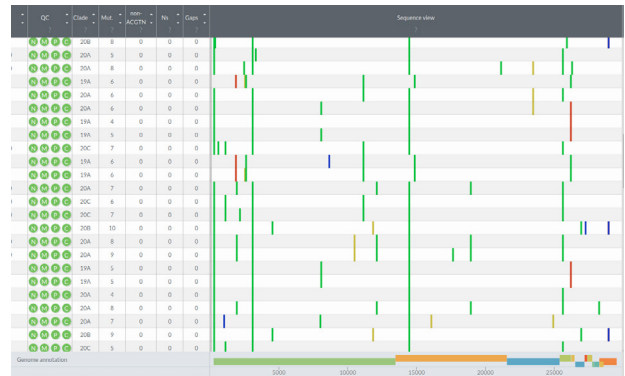 QC Clade Mut. non-ACGTN Ns Gaps Sequence view
? ? ? ? ? ? ?
N M P C 20B 8 0 0 0
N M P C 20A 5 0 0 0
N M P C 20A 8 0 0 0
N M P C 19A 6 0 0 0
N M P C 20A 6 0 0 0
N M P C 20A 6 0 0 0
N M P C 19A 4 0 0 0
N M P C 19A 5 0 0 0
N M P C 20C 7 0 0 0
N M P C 19A 6 0 0 0
N M P C 19A 6 0 0 0
N M P C 20A 7 0 0 0
N M P C 20C 6 0 0 0
N M P C 20C 7 0 0 0
N M P C 20B 10 0 0 0
N M P C 20A 8 0 0 0
N M P C 20A 9 0 0 0
N M P C 19A 5 0 0 0
N M P C 19A 5 0 0 0
N M P C 20A 4 0 0 0
N M P C 20A 8 0 0 0
N M P C 20A 7 0 0 0
N M P C 20B 9 0 0 0
N M P C 20C 5 0 0 0
Genome annotation
5000 10000 15000 20000 25000